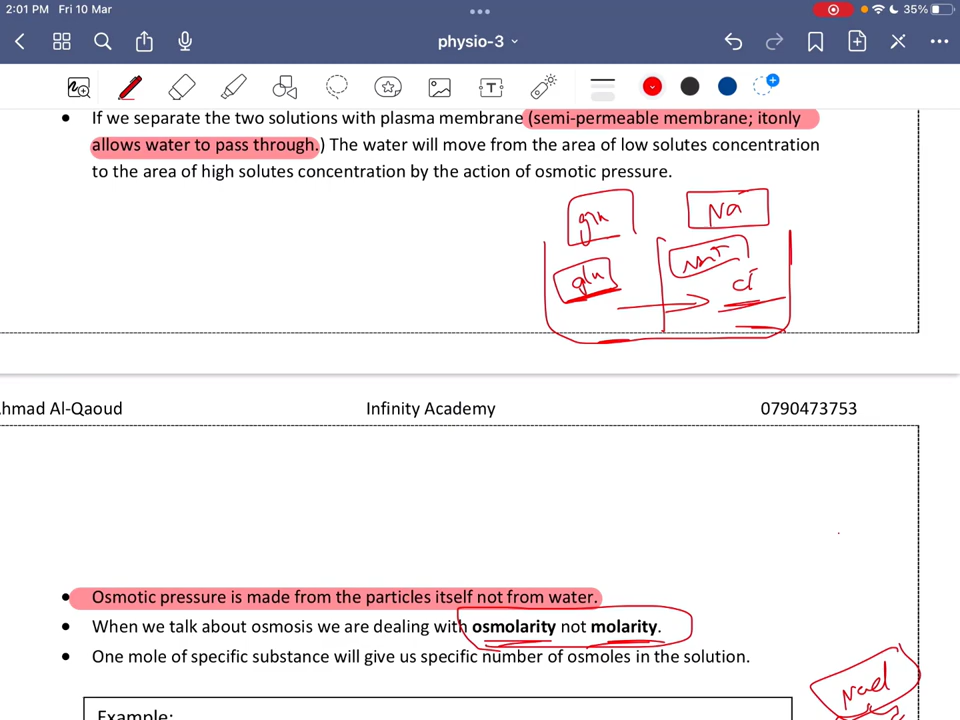 2:01 PM Fri 10 Mar
35%
physio-3
If we separate the two solutions with plasma membrane (semi-permeable membrane; itonly
allows water to pass through.) The water will move from the area of low solutes concentration
to the area of high solutes concentration by the action of osmotic pressure.
Na
glu
glu
cl
hmad Al-Qaoud Infinity Academy 0790473753
Osmotic pressure is made from the particles itself not from water.
When we talk about osmosis we are dealing with osmolarity not molarity.
One mole of specific substance will give us specific number of osmoles in the solution.
Nacl
Example: